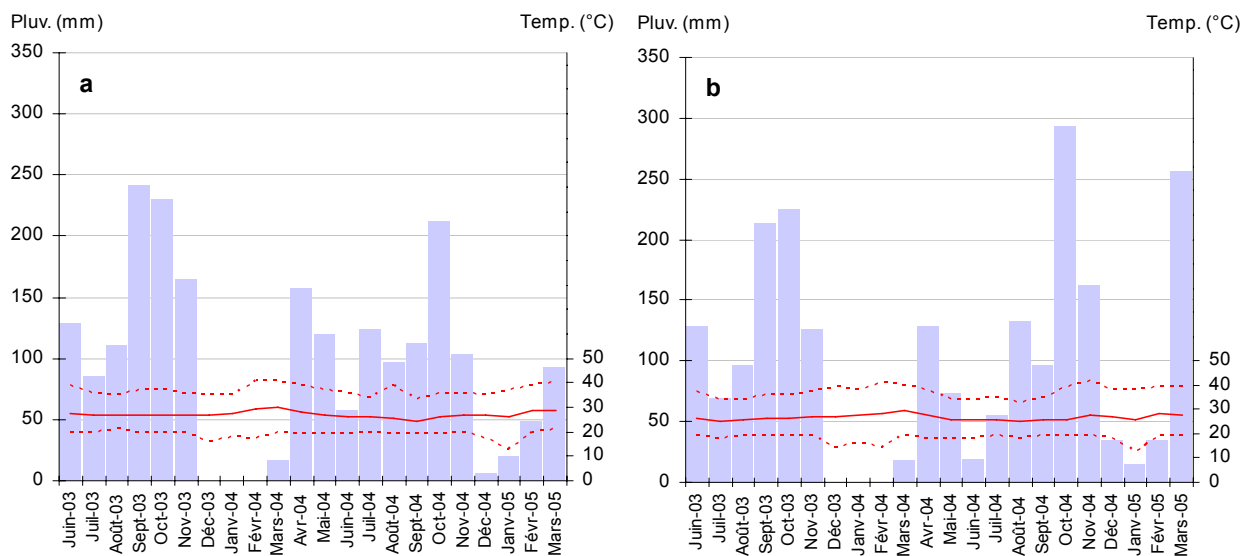 Pluv. (mm) Temp. (°C)
a
350
300
250
200
150
100
50
0
50
40
30
20
10
0
Juin-03
Juil-03
Août-03
Sept-03
Oct-03
Nov-03
Déc-03
Janv-04
Févr-04
Mars-04
Avr-04
Mai-04
Juin-04
Juil-04
Août-04
Sept-04
Oct-04
Nov-04
Déc-04
Janv-05
Févr-05
Mars-05
Pluv. (mm) Temp. (°C)
b
350
300
250
200
150
100
50
0
50
40
30
20
10
0
Juin-03
Juil-03
Août-03
Sept-03
Oct-03
Nov-03
Déc-03
Janv-04
Févr-04
Mars-04
Avr-04
Mai-04
Juin-04
Juil-04
Août-04
Sept-04
Oct-04
Nov-04
Déc-04
Janv-05
Févr-05
Mars-05